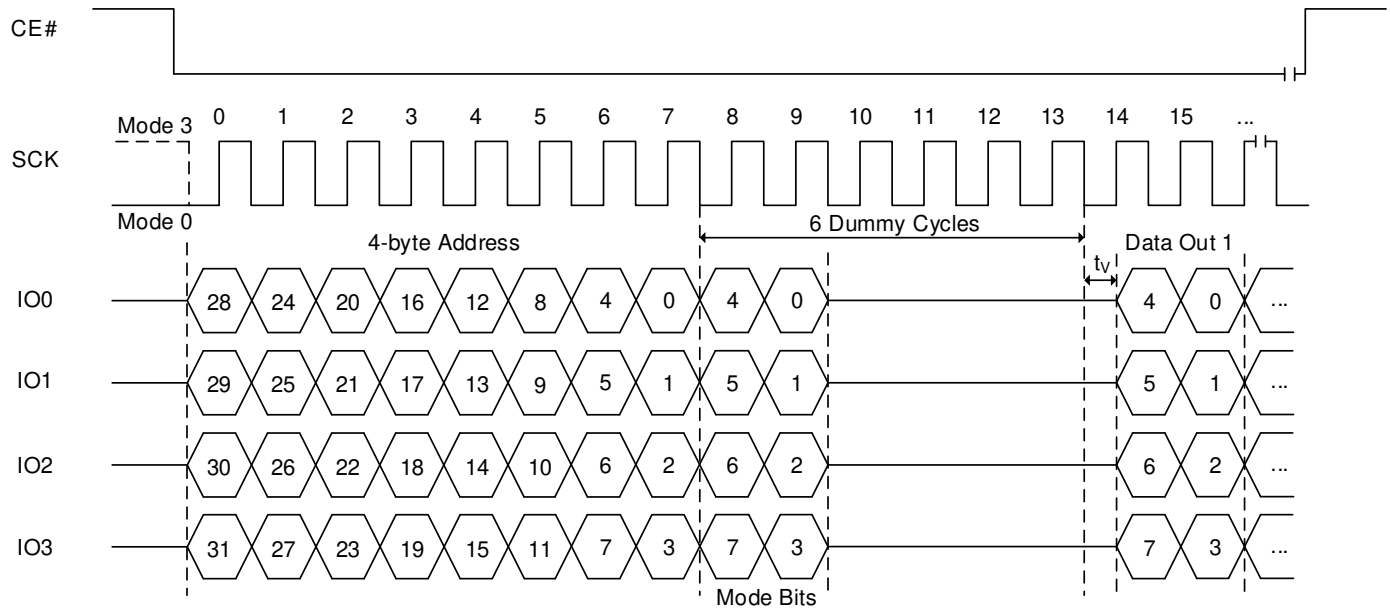 CE#
Mode 3 0 1 2 3 4 5 6 7 8 9 10 11 12 13 14 15 ...
SCK
Mode 0
4-byte Address 6 Dummy Cycles Data Out 1
tV
IO0 28 24 20 16 12 8 4 0 4 0 4 0 ...
IO1 29 25 21 17 13 9 5 1 5 1 5 1 ...
IO2 30 26 22 18 14 10 6 2 6 2 6 2 ...
IO3 31 27 23 19 15 11 7 3 7 3 7 3 ...
Mode Bits